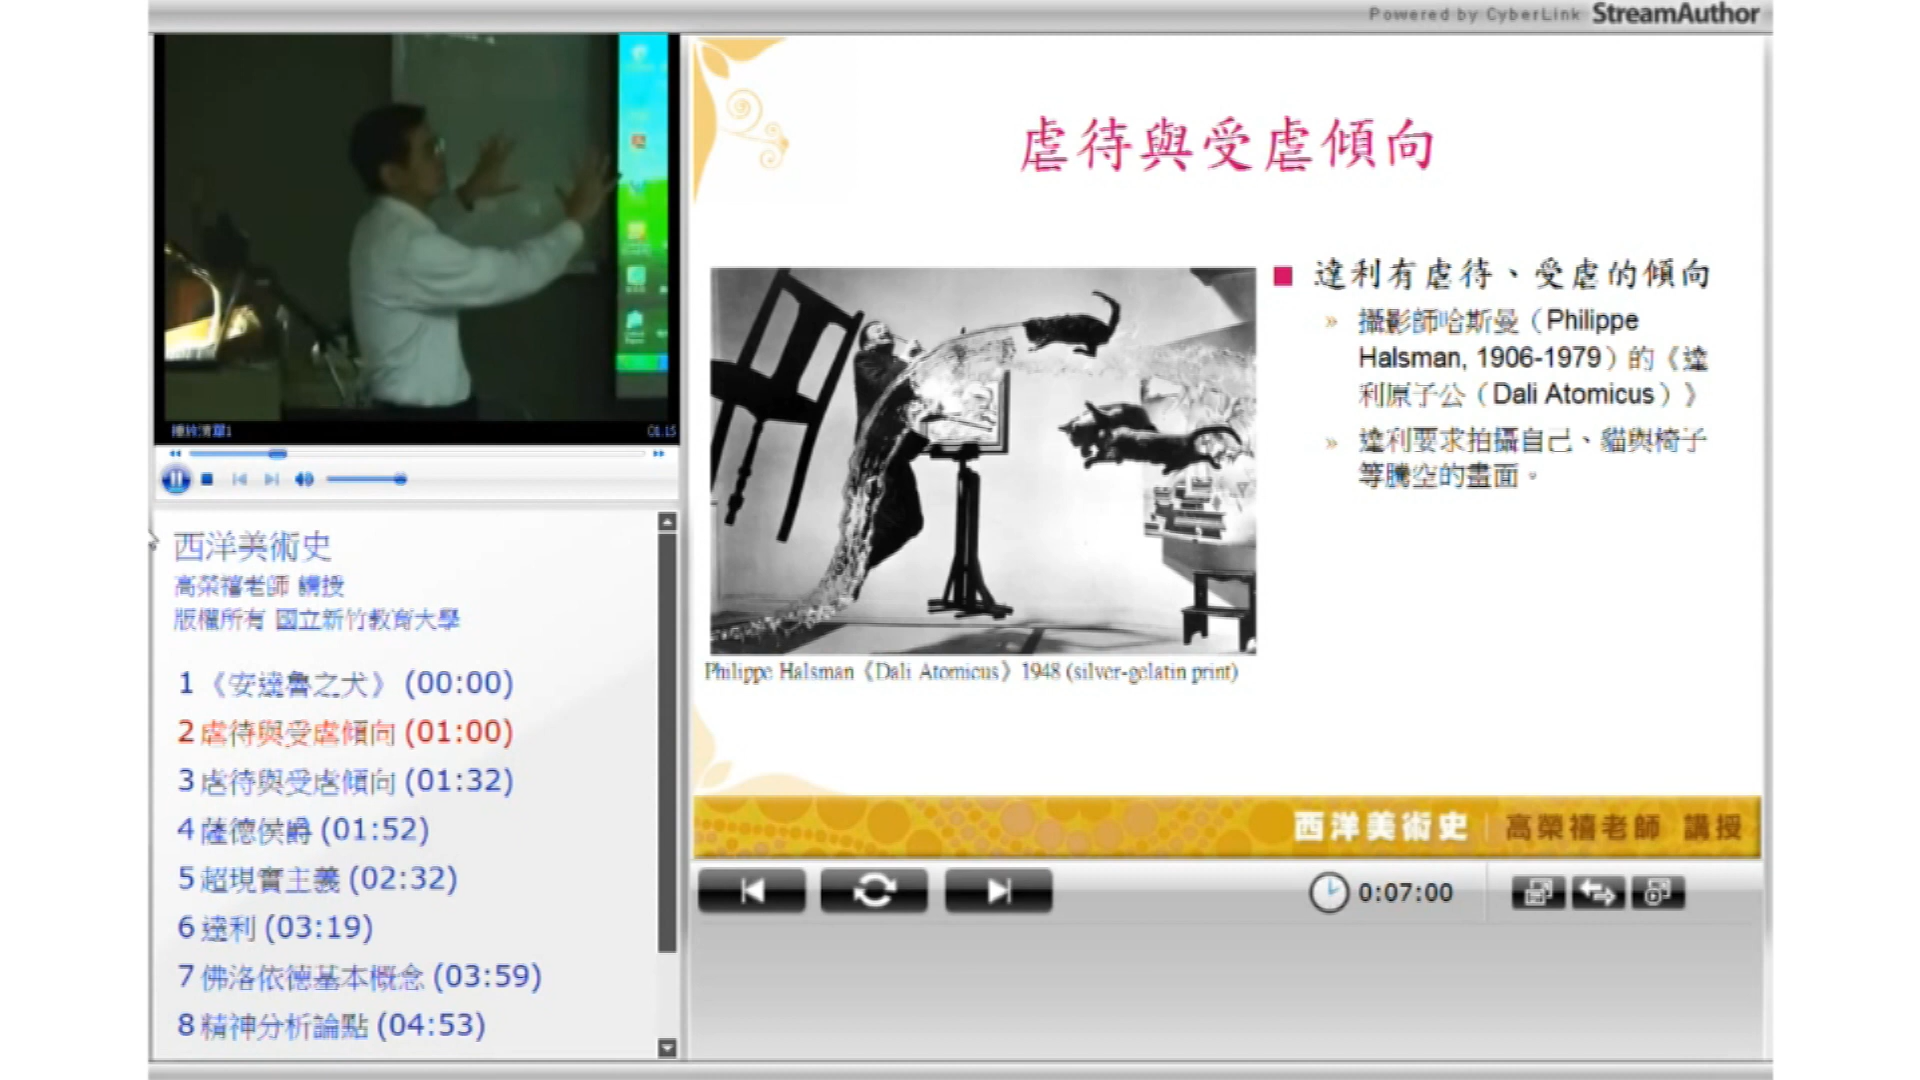 Powered by CyberLink StreamAuthor
虐待與受虐傾向
達利有虐待、受虐的傾向
» 攝影師哈斯曼（Philippe
Halsman, 1906-1979）的《達
利原子公（Dali Atomicus）》
» 達利要求拍攝自己、貓與椅子
等騰空的畫面。
Philippe Halsman《Dali Atomicus》1948 (silver-gelatin print)
西洋美術史 | 高榮禧老師 講授
0:07:00
播放清單1
01:15
西洋美術史
高榮禧老師 講授
版權所有 國立新竹教育大學
1 《安達魯之犬》 (00:00)
2 虐待與受虐傾向 (01:00)
3 虐待與受虐傾向 (01:32)
4 薩德侯爵 (01:52)
5 超現實主義 (02:32)
6 達利 (03:19)
7 佛洛依德基本概念 (03:59)
8 精神分析論點 (04:53)